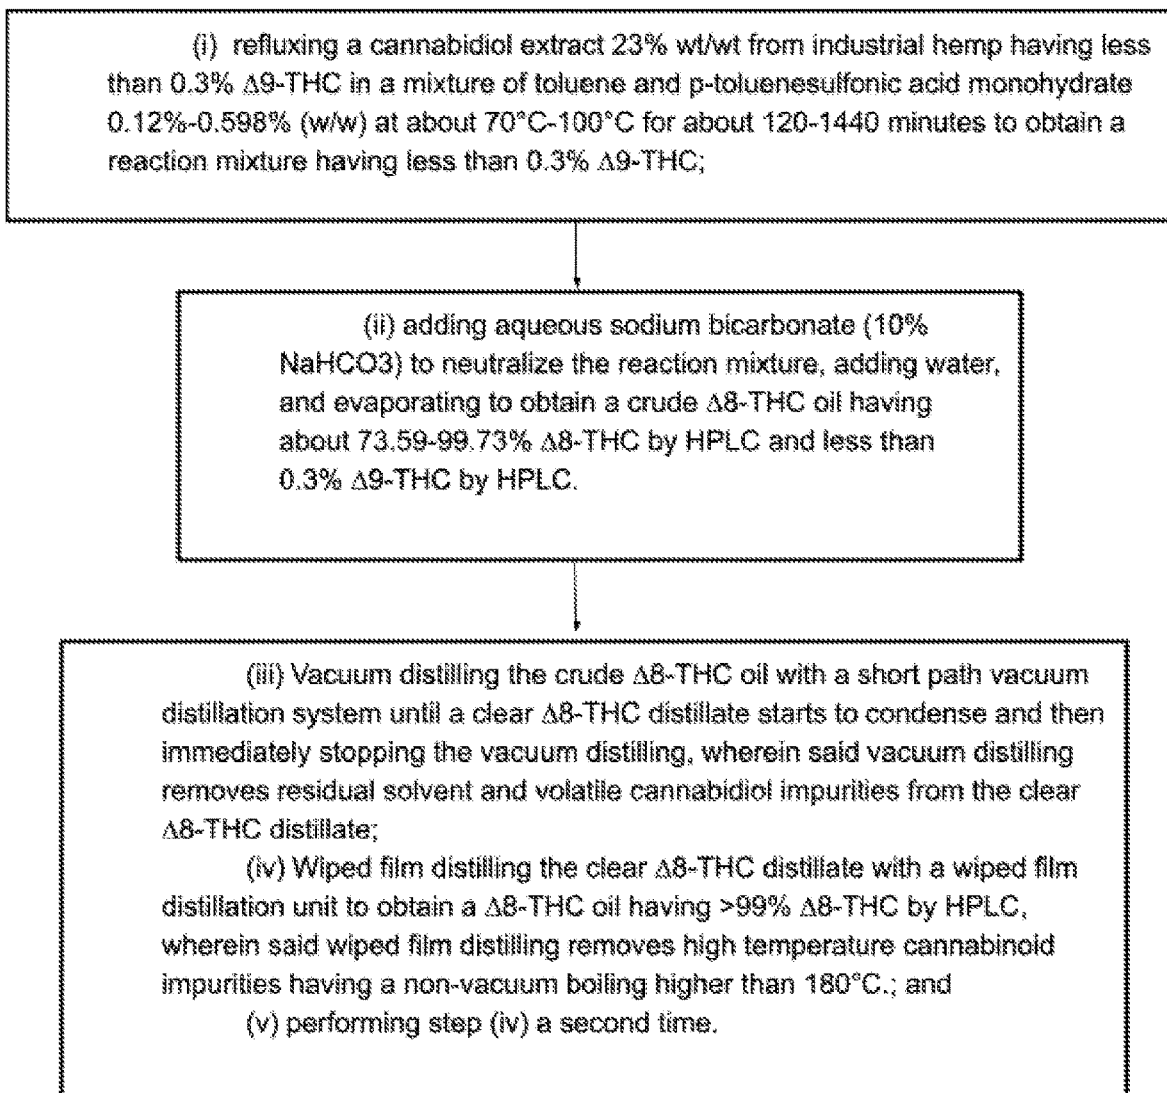 (i) refluxing a cannabidiol extract 23% wt/wt from industrial hemp having less
than 0.3% Δ9-THC in a mixture of toluene and p-toluenesulfonic acid monohydrate
0.12%-0.598% (w/w) at about 70°C-100°C for about 120-1440 minutes to obtain a
reaction mixture having less than 0.3% Δ9-THC;
(ii) adding aqueous sodium bicarbonate (10%
NaHCO3) to neutralize the reaction mixture, adding water,
and evaporating to obtain a crude Δ8-THC oil having
about 73.59-99.73% Δ8-THC by HPLC and less than
0.3% Δ9-THC by HPLC.
(iii) Vacuum distilling the crude Δ8-THC oil with a short path vacuum
distillation system until a clear Δ8-THC distillate starts to condense and then
immediately stopping the vacuum distilling, wherein said vacuum distilling
removes residual solvent and volatile cannabidiol impurities from the clear
Δ8-THC distillate;
(iv) Wiped film distilling the clear Δ8-THC distillate with a wiped film
distillation unit to obtain a Δ8-THC oil having >99% Δ8-THC by HPLC,
wherein said wiped film distilling removes high temperature cannabinoid
impurities having a non-vacuum boiling higher than 180°C.; and
(v) performing step (iv) a second time.